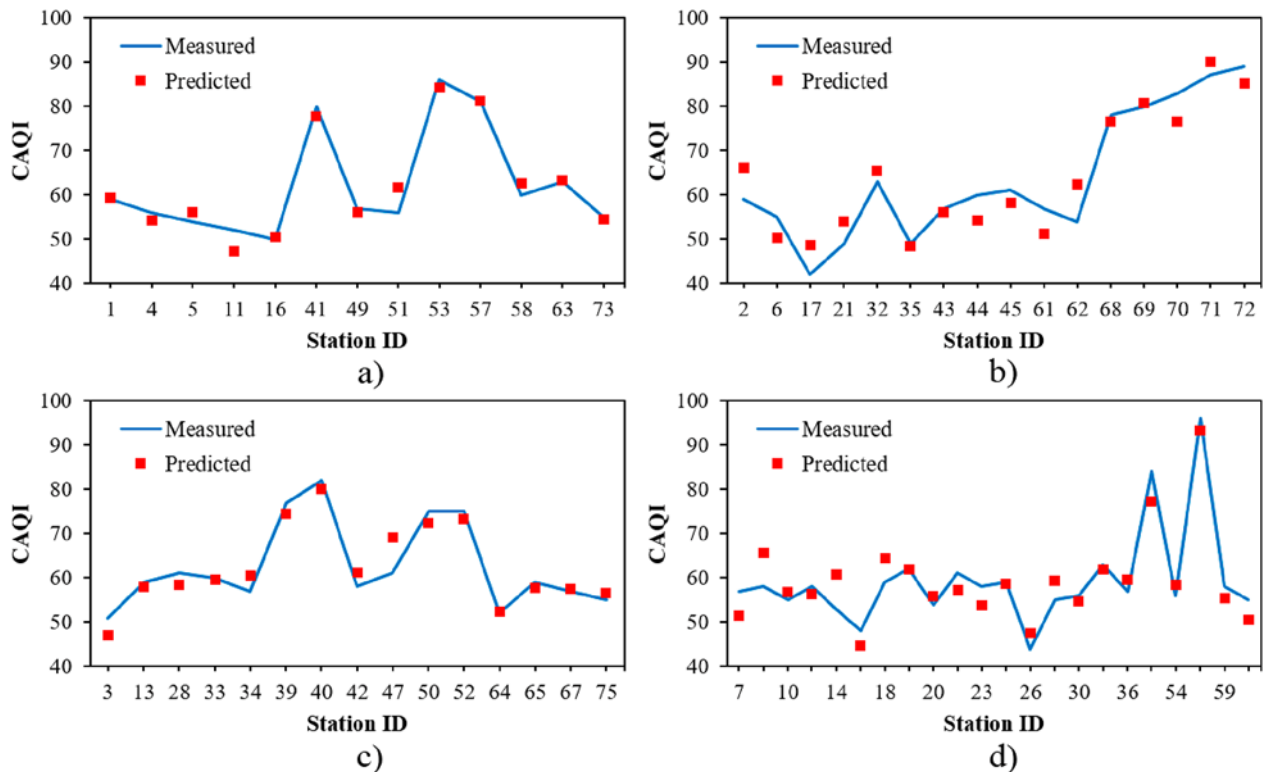 100
90
80
70
60
50
40
CAQI
Measured
Predicted
1 4 5 11 16 41 49 51 53 57 58 63 73
Station ID
a)
100
90
80
70
60
50
40
CAQI
Measured
Predicted
2 6 17 21 32 35 43 44 45 61 62 68 69 70 71 72
Station ID
b)
100
90
80
70
60
50
40
CAQI
Measured
Predicted
3 13 28 33 34 39 40 42 47 50 52 64 65 67 75
Station ID
c)
100
90
80
70
60
50
40
CAQI
Measured
Predicted
7 10 14 18 20 23 26 30 36 54 59
Station ID
d)